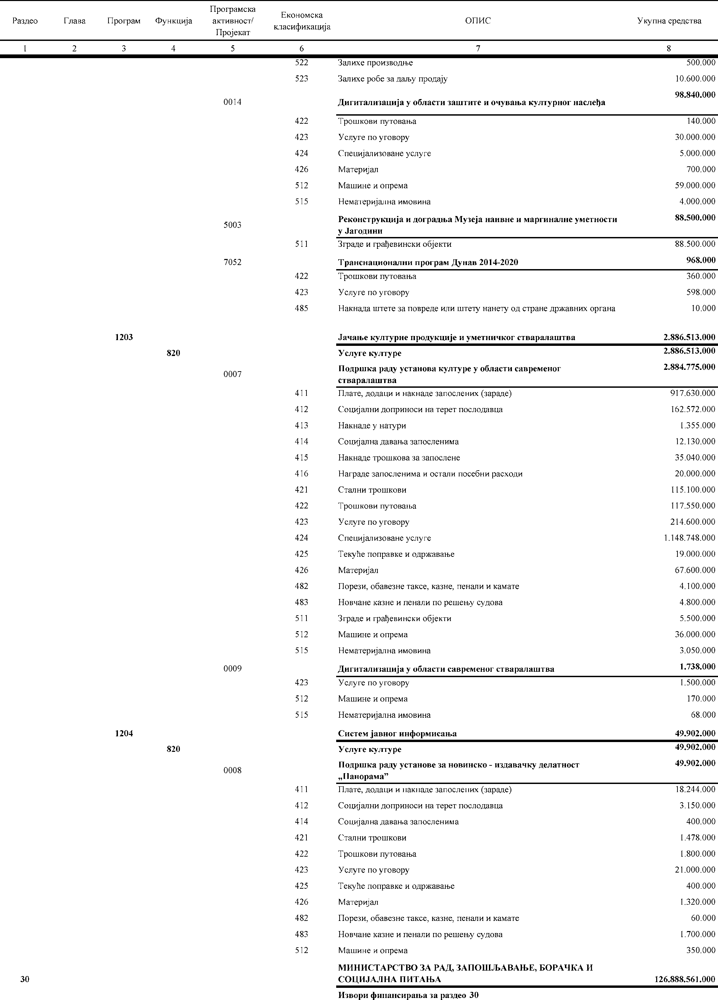 Раздео Глава Програм Функција Програмска активност/ Пројекат Економска класификација ОПИС Укупна средства
1 2 3 4 5 6 7 8
522 Залихе производње 500.000
523 Залихе робе за даљу продају 10.600.000
0014 Дигитализација у области заштите и очувања културног наслеђа 98.840.000
422 Трошкови путовања 140.000
423 Услуге по уговору 30.000.000
424 Специјализоване услуге 5.000.000
426 Материјал 700.000
512 Машине и опрема 59.000.000
515 Нематеријална имовина 4.000.000
5003 Реконструкција и доградња Музеја наивне и маргиналне уметности 88.500.000
у Јагодини
511 Зграде и грађевински објекти 88.500.000
7052 Транснационални програм Дунав 2014-2020 968.000
422 Трошкови путовања 360.000
423 Услуге по уговору 598.000
485 Накнада штете за повреде или штету нанету од стране државних органа 10.000
1203 Јачање културне продукције и уметничког стваралаштва 2.886.513.000
820 Услуге културе 2.886.513.000
0007 Подршка раду установа културе у области савременог 2.884.775.000
стваралаштва
411 Плате, додаци и накнаде запослених (зараде) 917.630.000
412 Социјални доприноси на терет послодавца 162.572.000
413 Накнаде у натури 1.355.000
414 Социјална давања запосленима 12.130.000
415 Накнаде трошкова за запослене 35.040.000
416 Награде запосленима и остали посебни расходи 20.000.000
421 Стални трошкови 115.100.000
422 Трошкови путовања 117.550.000
423 Услуге по уговору 214.600.000
424 Специјализоване услуге 1.148.748.000
425 Текуће поправке и одржавање 19.000.000
426 Материјал 67.600.000
482 Порези, обавезне таксе, казне, пенали и камате 4.100.000
483 Новчане казне и пенали по решењу судова 4.800.000
511 Зграде и грађевински објекти 5.500.000
512 Машине и опрема 36.000.000
515 Нематеријална имовина 3.050.000
0009 Дигитализација у области савременог стваралаштва 1.738.000
423 Услуге по уговору 1.500.000
512 Машине и опрема 170.000
515 Нематеријална имовина 68.000
1204 Систем јавног информисања 49.902.000
820 Услуге културе 49.902.000
0008 Подршка раду установе за новинско - издавачку делатност 49.902.000
„Панорама”
411 Плате, додаци и накнаде запослених (зараде) 18.244.000
412 Социјални доприноси на терет послодавца 3.150.000
414 Социјална давања запосленима 400.000
421 Стални трошкови 1.478.000
422 Трошкови путовања 1.800.000
423 Услуге по уговору 21.000.000
425 Текуће поправке и одржавање 400.000
426 Материјал 1.320.000
482 Порези, обавезне таксе, казне, пенали и камате 60.000
483 Новчане казне и пенали по решењу судова 1.700.000
512 Машине и опрема 350.000
МИНИСТАРСТВО ЗА РАД, ЗАПОШЉАВАЊЕ, БОРАЧКА И
30 СОЦИЈАЛНА ПИТАЊА 126.888.561.000
Извори финансирања за раздео 30